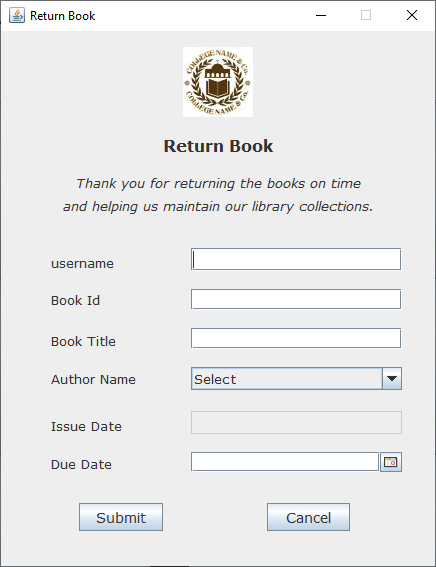 Return Book
COLLEGE NAME & Co.
COLLEGE NAME & Co.
Return Book
Thank you for returning the books on time
and helping us maintain our library collections.
username
Book Id
Book Title
Author Name Select
Issue Date
Due Date
Submit Cancel